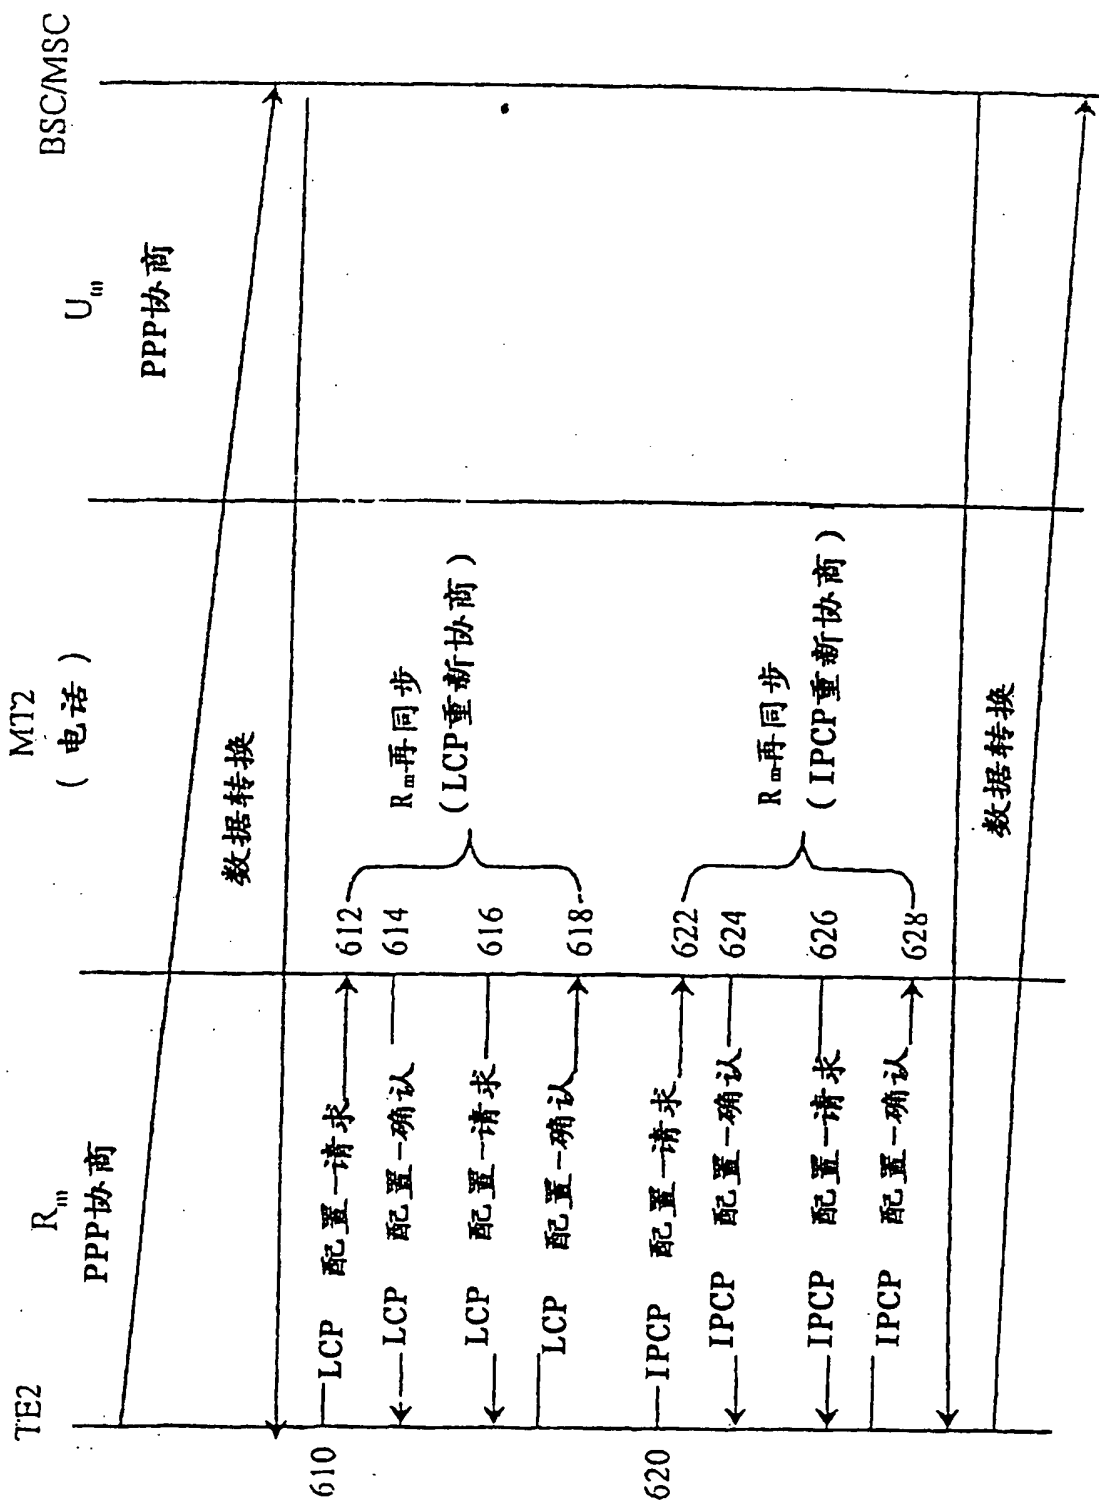 TE2
R_m
PPP协商
MT2
(电话)
U_m
PPP协商
BSC/MSC
数据转换
610
LCP 配置-请求
612
LCP 配置-确认
614
LCP 配置-请求
616
LCP 配置-确认
618
R_m再同步
(LCP重新协商)
620
IPCP 配置-请求
622
IPCP 配置-确认
624
IPCP 配置-请求
626
IPCP 配置-确认
628
R_m再同步
(IPCP重新协商)
数据转换